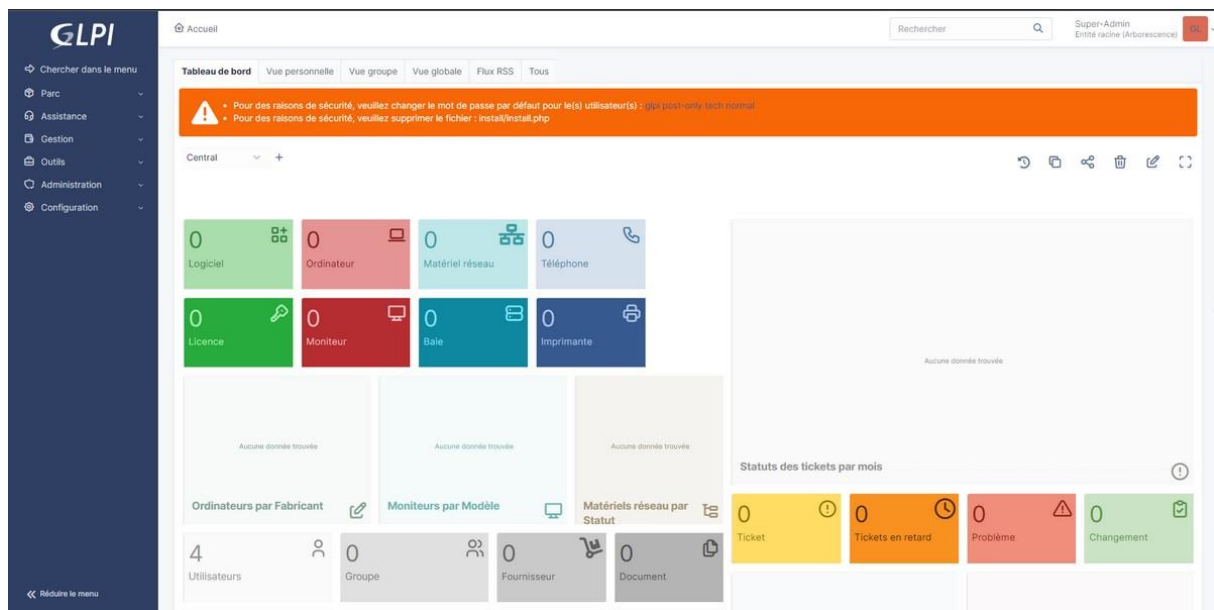 GLPI
Chercher dans le menu
Parc
Assistance
Gestion
Outils
Administration
Configuration
Réduire le menu
Accueil
Rechercher
Super-Admin
Entité racine (Arborescence)
GL
Tableau de bord Vue personnelle Vue groupe Vue globale Flux RSS Tous
• Pour des raisons de sécurité, veuillez changer le mot de passe par défaut pour le(s) utilisateur(s) : glpi post-only tech normal
• Pour des raisons de sécurité, veuillez supprimer le fichier : install/install.php
Central
0
Logiciel
0
Ordinateur
0
Matériel réseau
0
Téléphone
0
Licence
0
Moniteur
0
Baie
0
Imprimante
Aucune donnée trouvée
Ordinateurs par Fabricant
Aucune donnée trouvée
Moniteurs par Modèle
Aucune donnée trouvée
Matériels réseau par
Statut
4
Utilisateurs
0
Groupe
0
Fournisseur
0
Document
Aucune donnée trouvée
Statuts des tickets par mois
0
Ticket
0
Tickets en retard
0
Problème
0
Changement